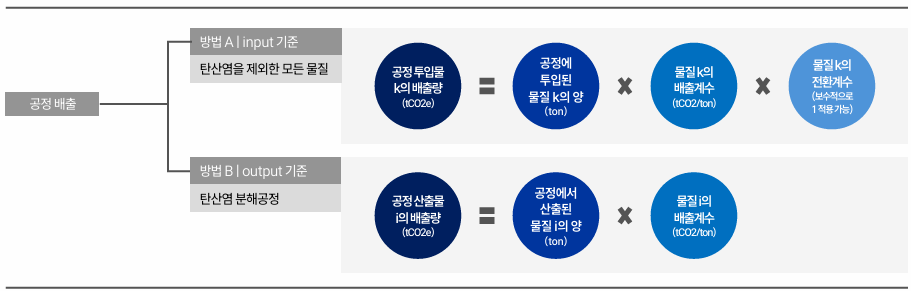 공정 배출
방법 A | input 기준
탄산염을 제외한 모든 물질
공정 투입물
k의 배출량
(tCO2e)
=
공정에
투입된
물질 k의 양
(ton)
×
물질 k의
배출계수
(tCO2/ton)
×
물질 k의
전환계수
(보수적으로
1 적용 가능)
방법 B | output 기준
탄산염 분해공정
공정 산출물
i의 배출량
(tCO2e)
=
공정에서
산출된
물질 i의 양
(ton)
×
물질 i의
배출계수
(tCO2/ton)